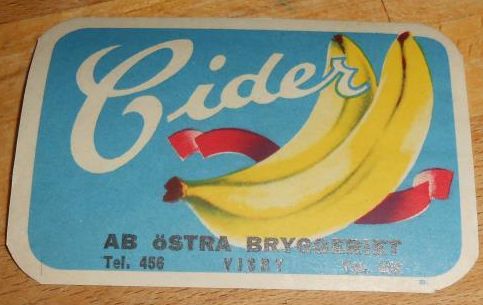 Cider
AB ÖSTRA BRYGGERIET
Tel. 456 VISBY